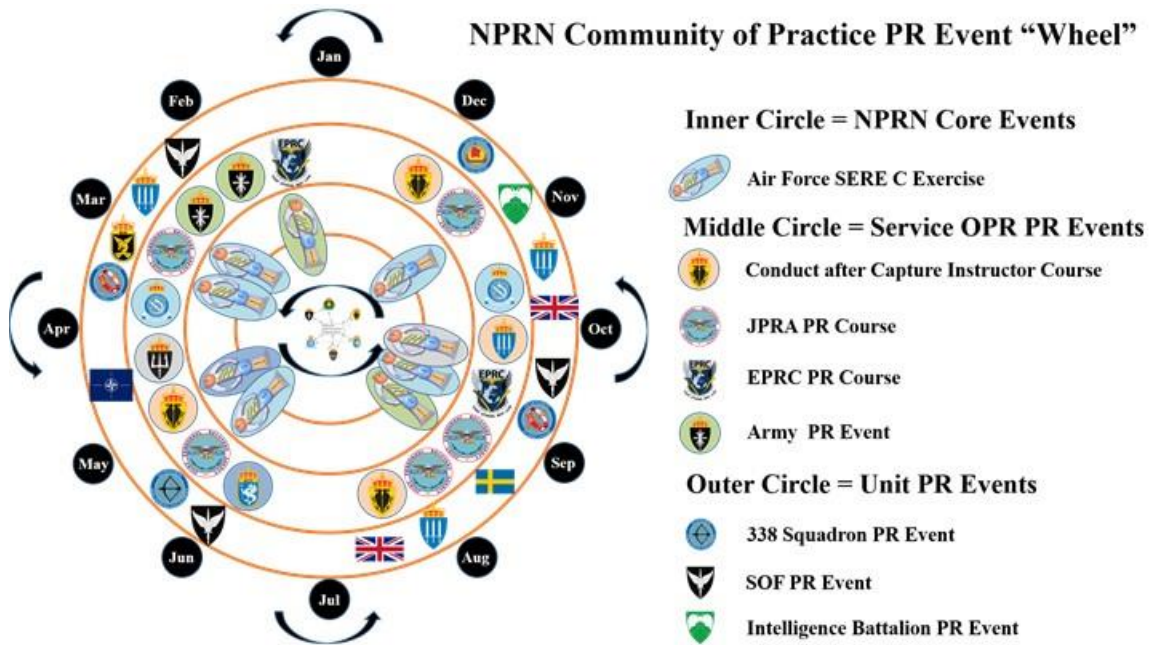 NPRN Community of Practice PR Event “Wheel”
Jan
Feb
Dec
Mar
Nov
Apr
Oct
May
Sep
Jun
Aug
Jul
EPRC
EPRC
Inner Circle = NPRN Core Events
Air Force SERE C Exercise
Middle Circle = Service OPR PR Events
Conduct after Capture Instructor Course
JPRA PR Course
EPRC
EPRC PR Course
Army PR Event
Outer Circle = Unit PR Events
338 Squadron PR Event
SOF PR Event
Intelligence Battalion PR Event